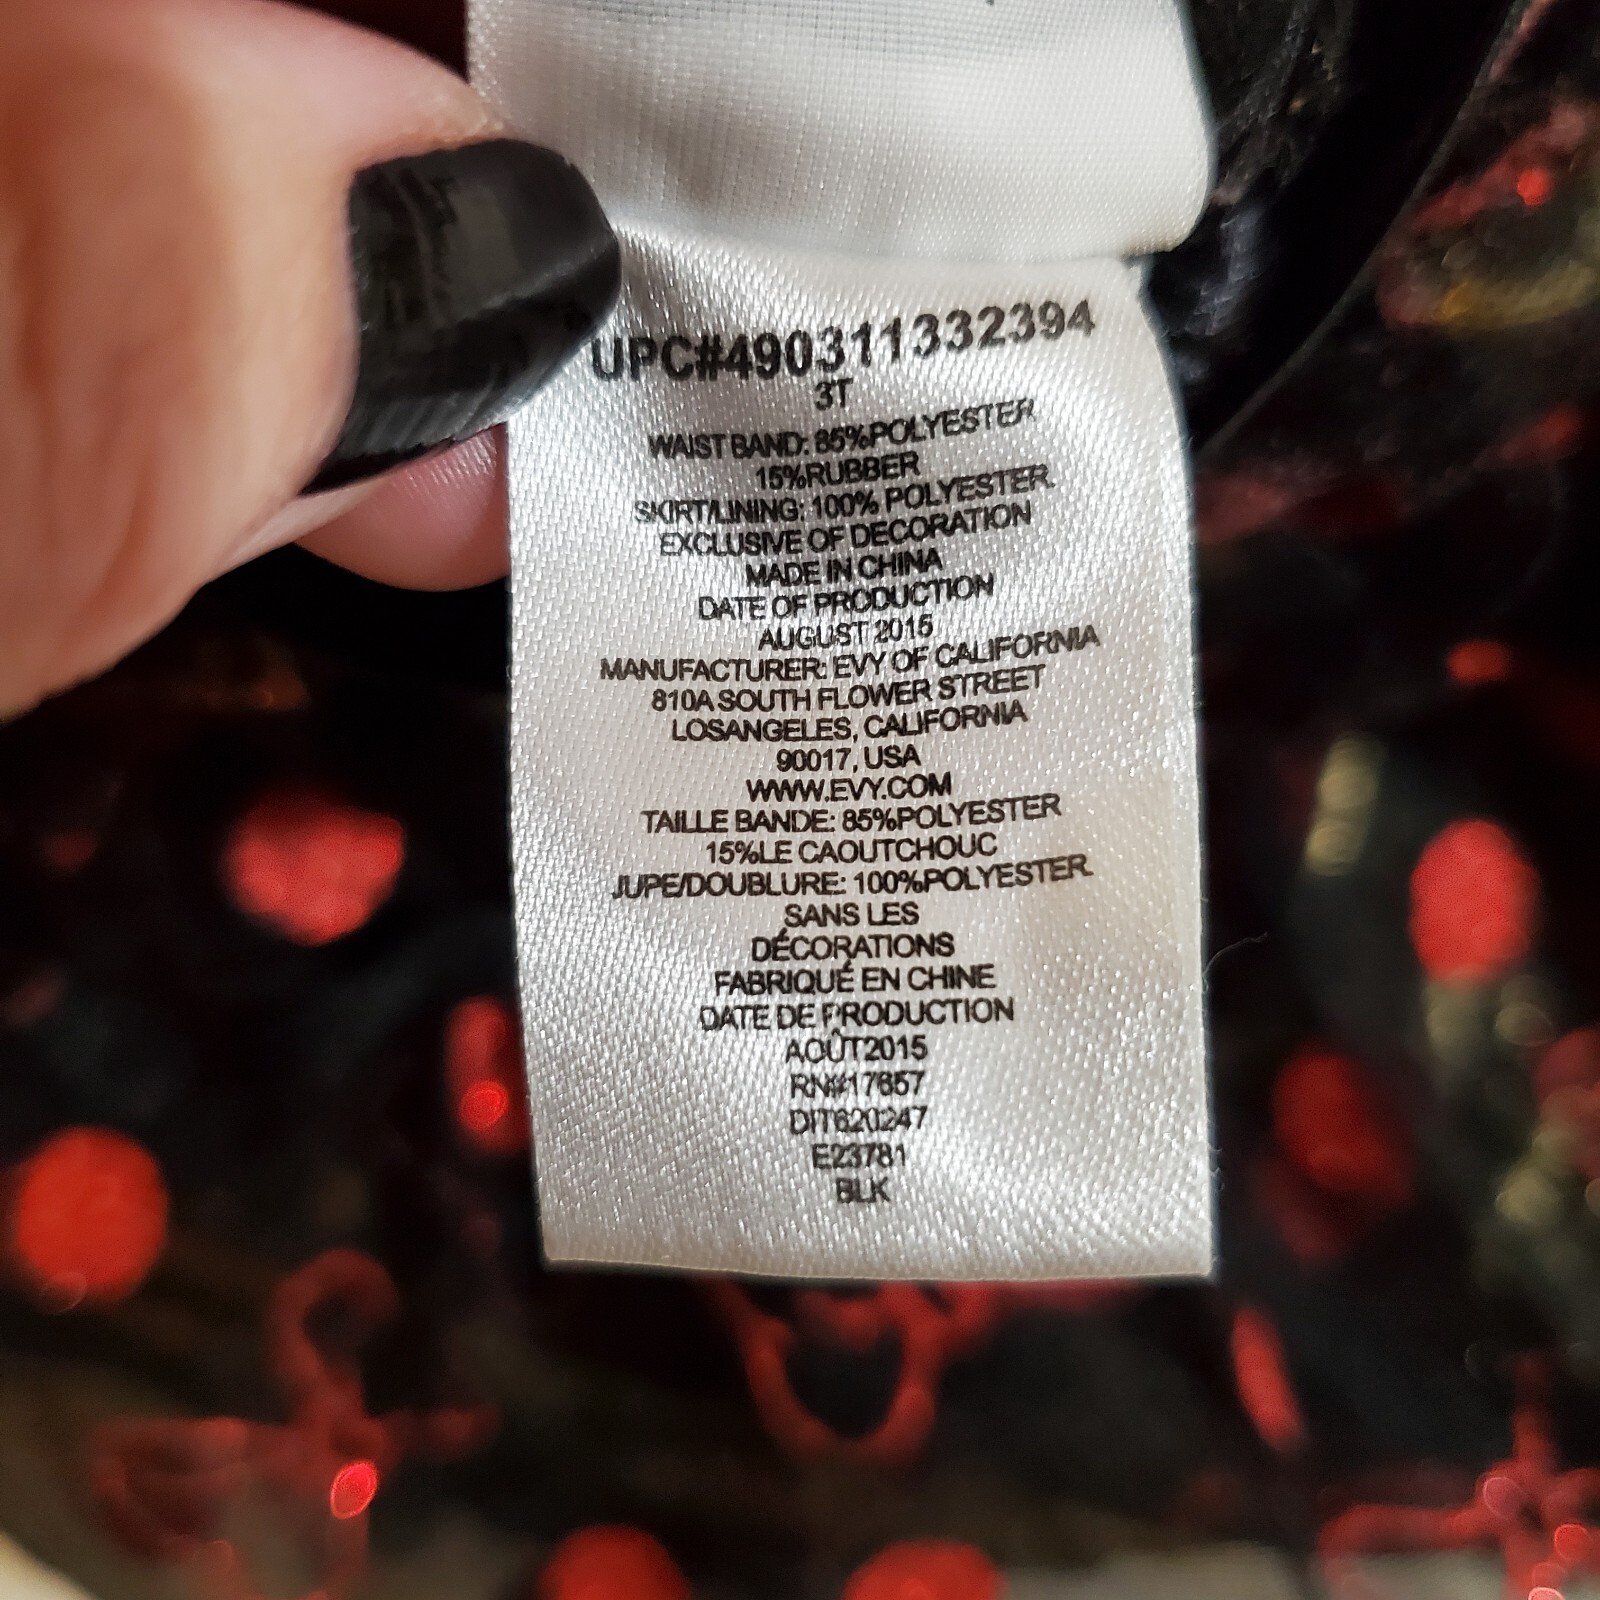 UPC#490311332394
3T
WAIST BAND: 85%POLYESTER
15%RUBBER
SKIRT/LINING: 100% POLYESTER
EXCLUSIVE OF DECORATION
MADE IN CHINA
DATE OF PRODUCTION
AUGUST 2015
MANUFACTURER: EVY OF CALIFORNIA
810A SOUTH FLOWER STREET
LOSANGELES, CALIFORNIA
90017, USA
WWW.EVY.COM
TAILLE BANDE: 85%POLYESTER
15%LE CAOUTCHOUC
JUPE/DOUBLURE: 100%POLYESTER
SANS LES
DÉCORATIONS
FABRIQUÉ EN CHINE
DATE DE PRODUCTION
AOÛT2015
RN#17657
DIT620247
E23781
BLK